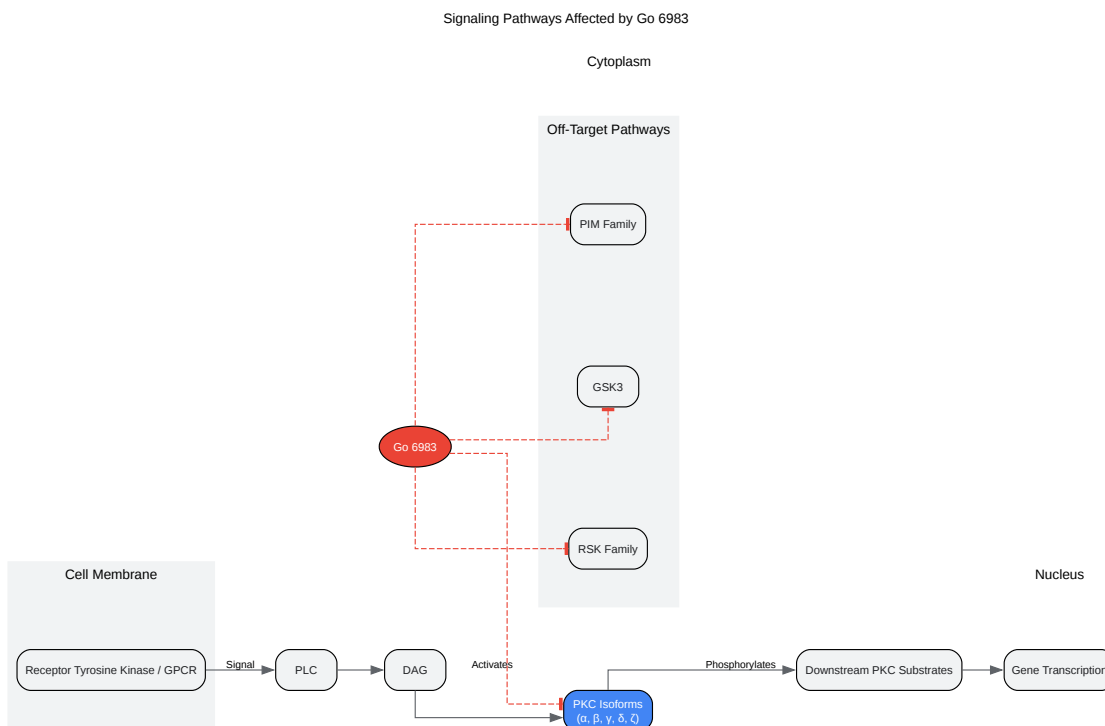 Signaling Pathways Affected by Go 6983
Cytoplasm
Off-Target Pathways
PIM Family
GSK3
Go 6983
RSK Family
Cell Membrane
Nucleus
Receptor Tyrosine Kinase / GPCR
Signal
PLC
DAG
Activates
Phosphorylates
Downstream PKC Substrates
Gene Transcription
PKC Isoforms
(α, β, γ, δ, ζ)